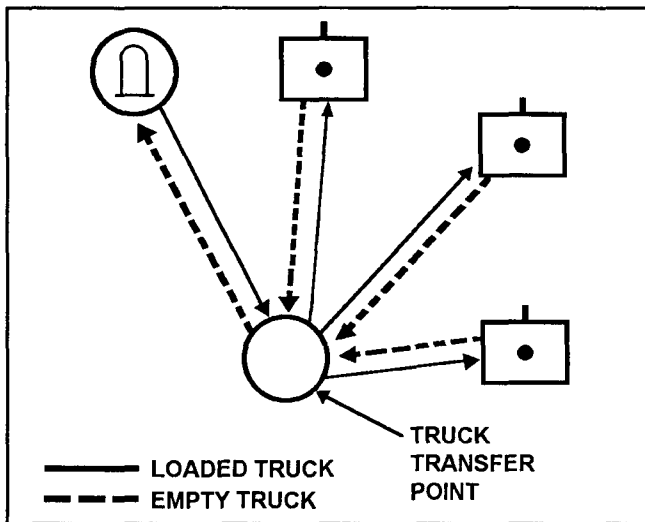 TRUCK
TRANSFER
POINT
LOADED TRUCK
EMPTY TRUCK